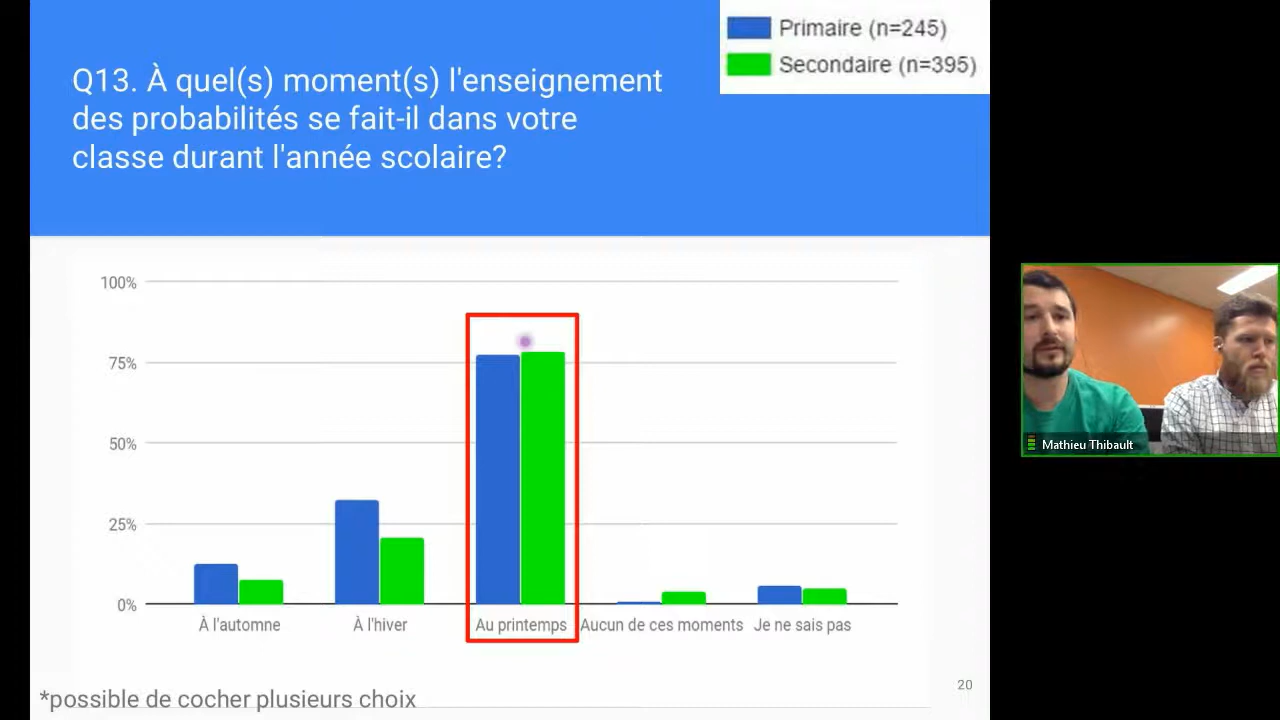 Primaire (n=245)
Secondaire (n=395)
Q13. À quel(s) moment(s) l'enseignement
des probabilités se fait-il dans votre
classe durant l'année scolaire?
100%
75%
50%
25%
0%
À l'automne
À l'hiver
Au printemps
Aucun de ces moments
Je ne sais pas
*possible de cocher plusieurs choix
20
Mathieu Thibault